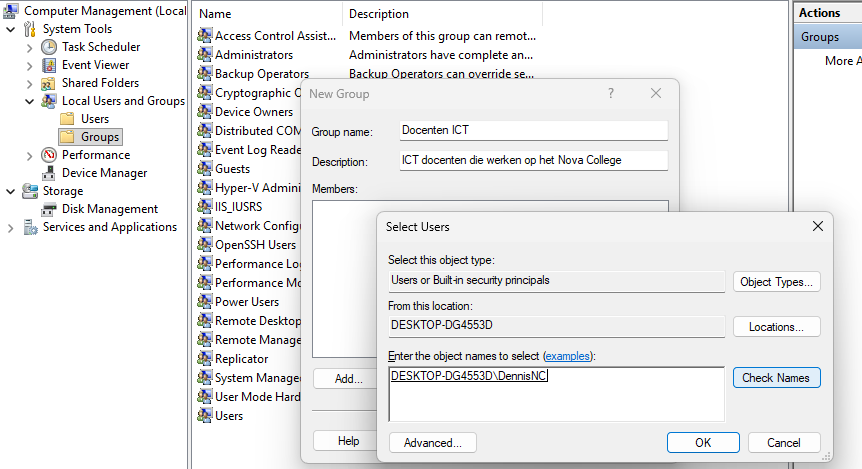 Computer Management (Local
System Tools
Task Scheduler
Event Viewer
Shared Folders
Local Users and Groups
Users
Groups
Performance
Device Manager
Storage
Disk Management
Services and Applications
Name Description
Access Control Assist... Members of this group can remot...
Administrators Administrators have complete an...
Backup Operators Backup Operators can override se...
Cryptographic O
Device Owners
Distributed COM
Event Log Reade
Guests
Hyper-V Admini
IIS_IUSRS
Network Configu
OpenSSH Users
Performance Log
Performance Mo
Power Users
Remote Desktop
Remote Manage
Replicator
System Manage
User Mode Hard
Users
New Group ?
Group name: Docenten ICT
Description: ICT docenten die werken op het Nova College
Members:
Add...
Help
Select Users
Select this object type:
Users or Built-in security principals Object Types...
From this location:
DESKTOP-DG4553D Locations...
Enter the object names to select (examples):
DESKTOP-DG4553D\DennisNC Check Names
Advanced... OK Cancel
Actions
Groups
More A